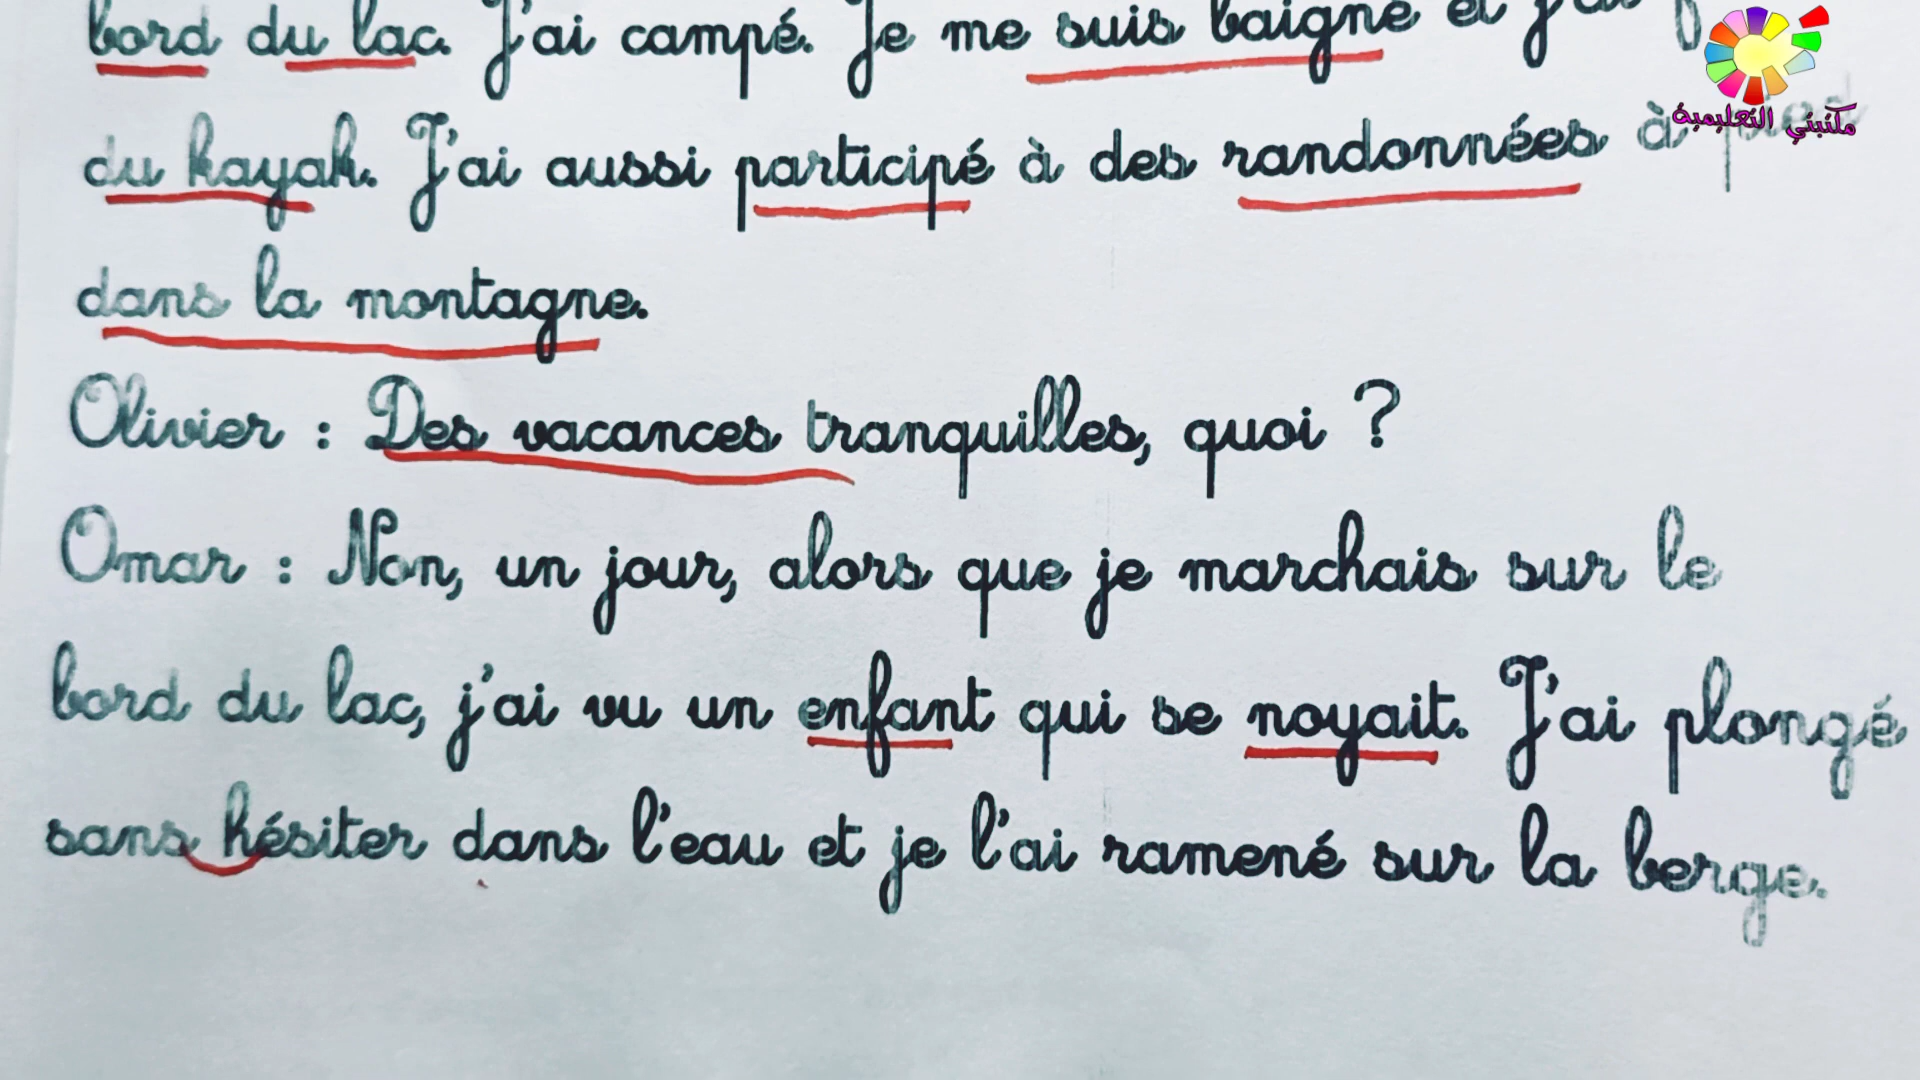 bord du lac. J'ai campé. Je me suis baigné et j'ai
du kayak. J'ai aussi participé à des randonnées à pied
dans la montagne.
Olivier : Des vacances tranquilles, quoi ?
Omar : Non, un jour, alors que je marchais sur le
bord du lac, j'ai vu un enfant qui se noyait. J'ai plongé
sans hésiter dans l'eau et je l'ai ramené sur la berge.
مكتبتي التعليمية